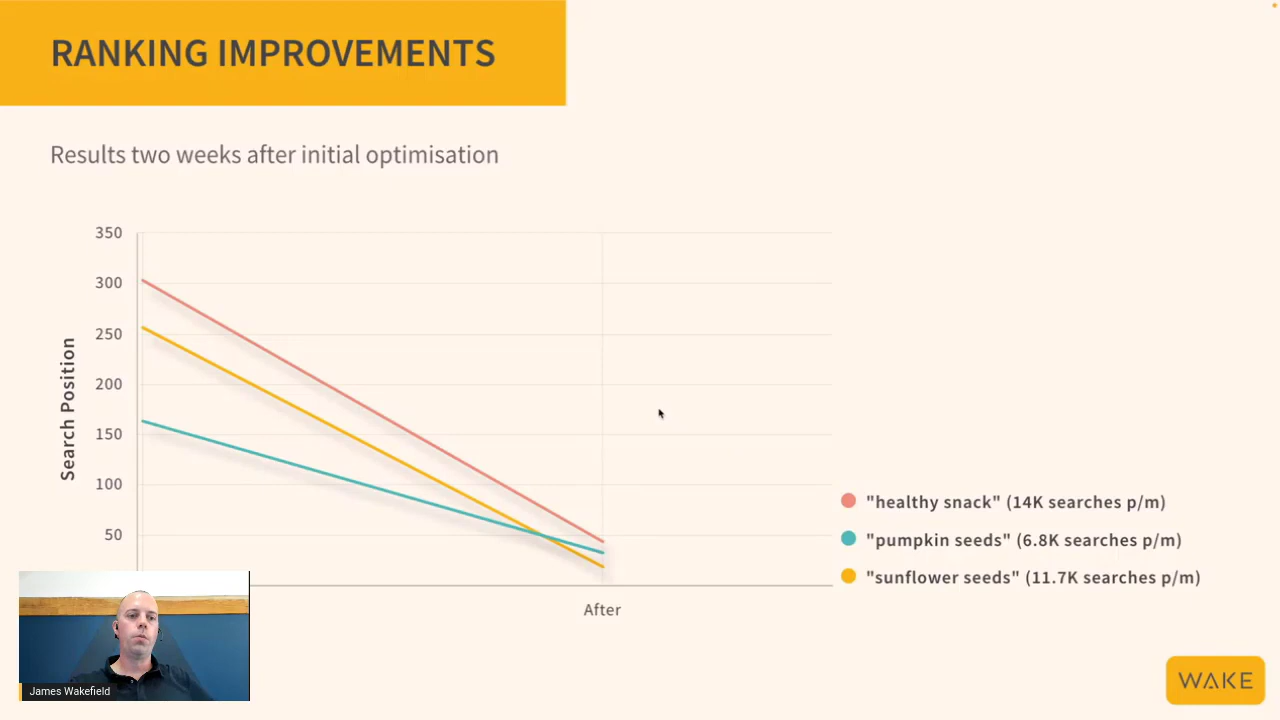 RANKING IMPROVEMENTS
Results two weeks after initial optimisation
350
300
250
200
150
100
50
Search Position
After
"healthy snack" (14K searches p/m)
"pumpkin seeds" (6.8K searches p/m)
"sunflower seeds" (11.7K searches p/m)
James Wakefield
WAKE